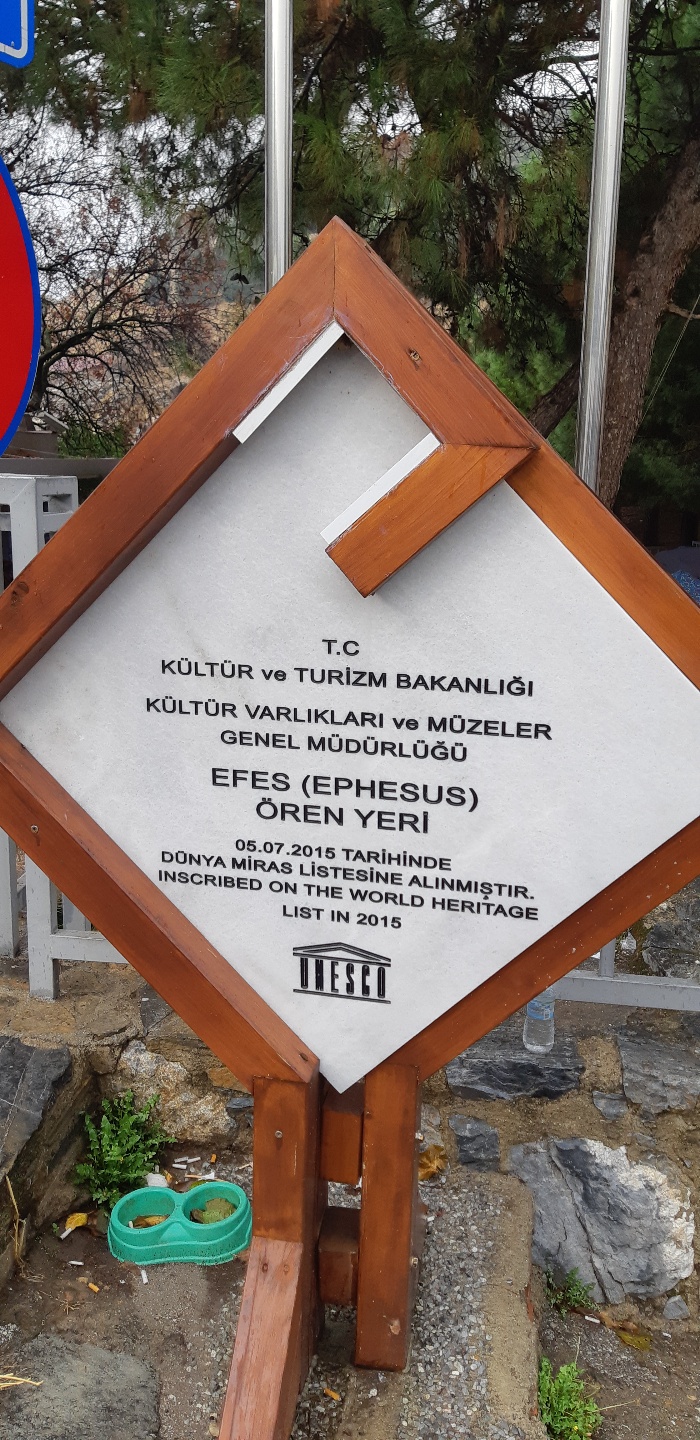 T.C
KÜLTÜR ve TURİZM BAKANLIĞI
KÜLTÜR VARLIKLARI ve MÜZELER
GENEL MÜDÜRLÜĞÜ
EFES (EPHESUS)
ÖREN YERİ
05.07.2015 TARİHİNDE
DÜNYA MİRAS LİSTESİNE ALINMIŞTIR.
INSCRIBED ON THE WORLD HERITAGE
LIST IN 2015
UNESCO